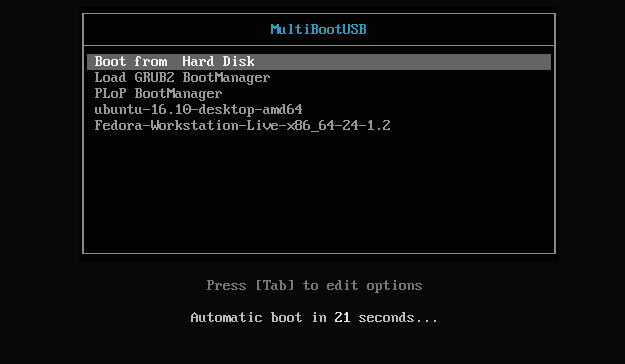 MultiBootUSB
Boot from  Hard Disk
Load GRUB2 BootManager
PLoP BootManager
ubuntu-16.10-desktop-amd64
Fedora-Workstation-Live-x86_64-24-1.2
Press [Tab] to edit options
Automatic boot in 21 seconds...